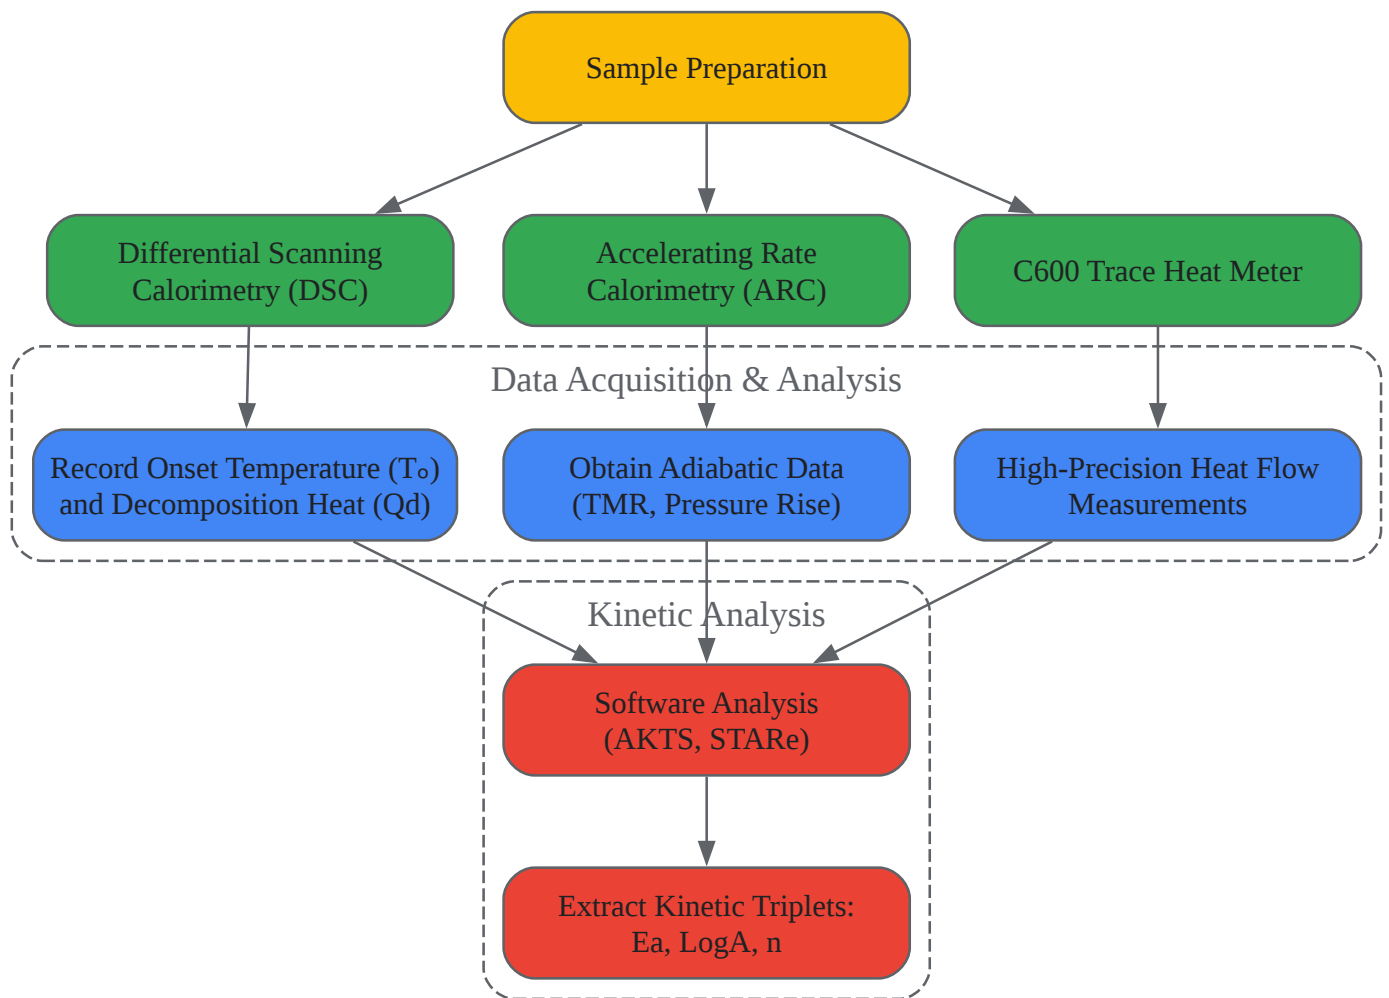 Sample Preparation
Differential Scanning
Calorimetry (DSC)
Accelerating Rate
Calorimetry (ARC)
C600 Trace Heat Meter
Data Acquisition & Analysis
Record Onset Temperature (Tₒ)
and Decomposition Heat (Qd)
Obtain Adiabatic Data
(TMR, Pressure Rise)
High-Precision Heat Flow
Measurements
Kinetic Analysis
Software Analysis
(AKTS, STARe)
Extract Kinetic Triplets:
Ea, LogA, n